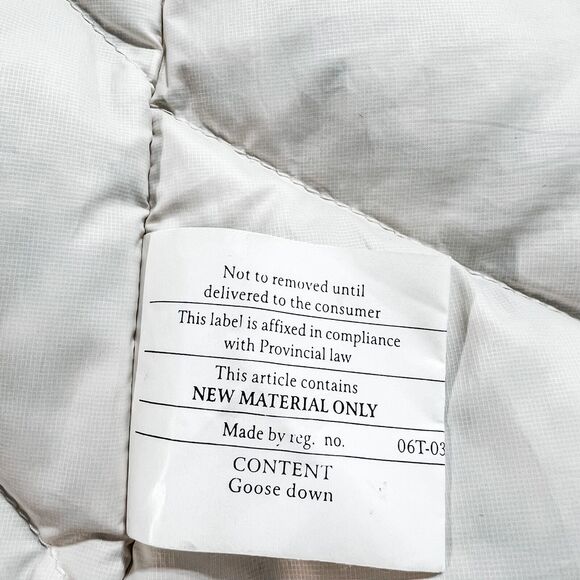 Not to removed until
delivered to the consumer
This label is affixed in compliance
with Provincial law
This article contains
NEW MATERIAL ONLY
Made by reg. no. 06T-03
CONTENT
Goose down